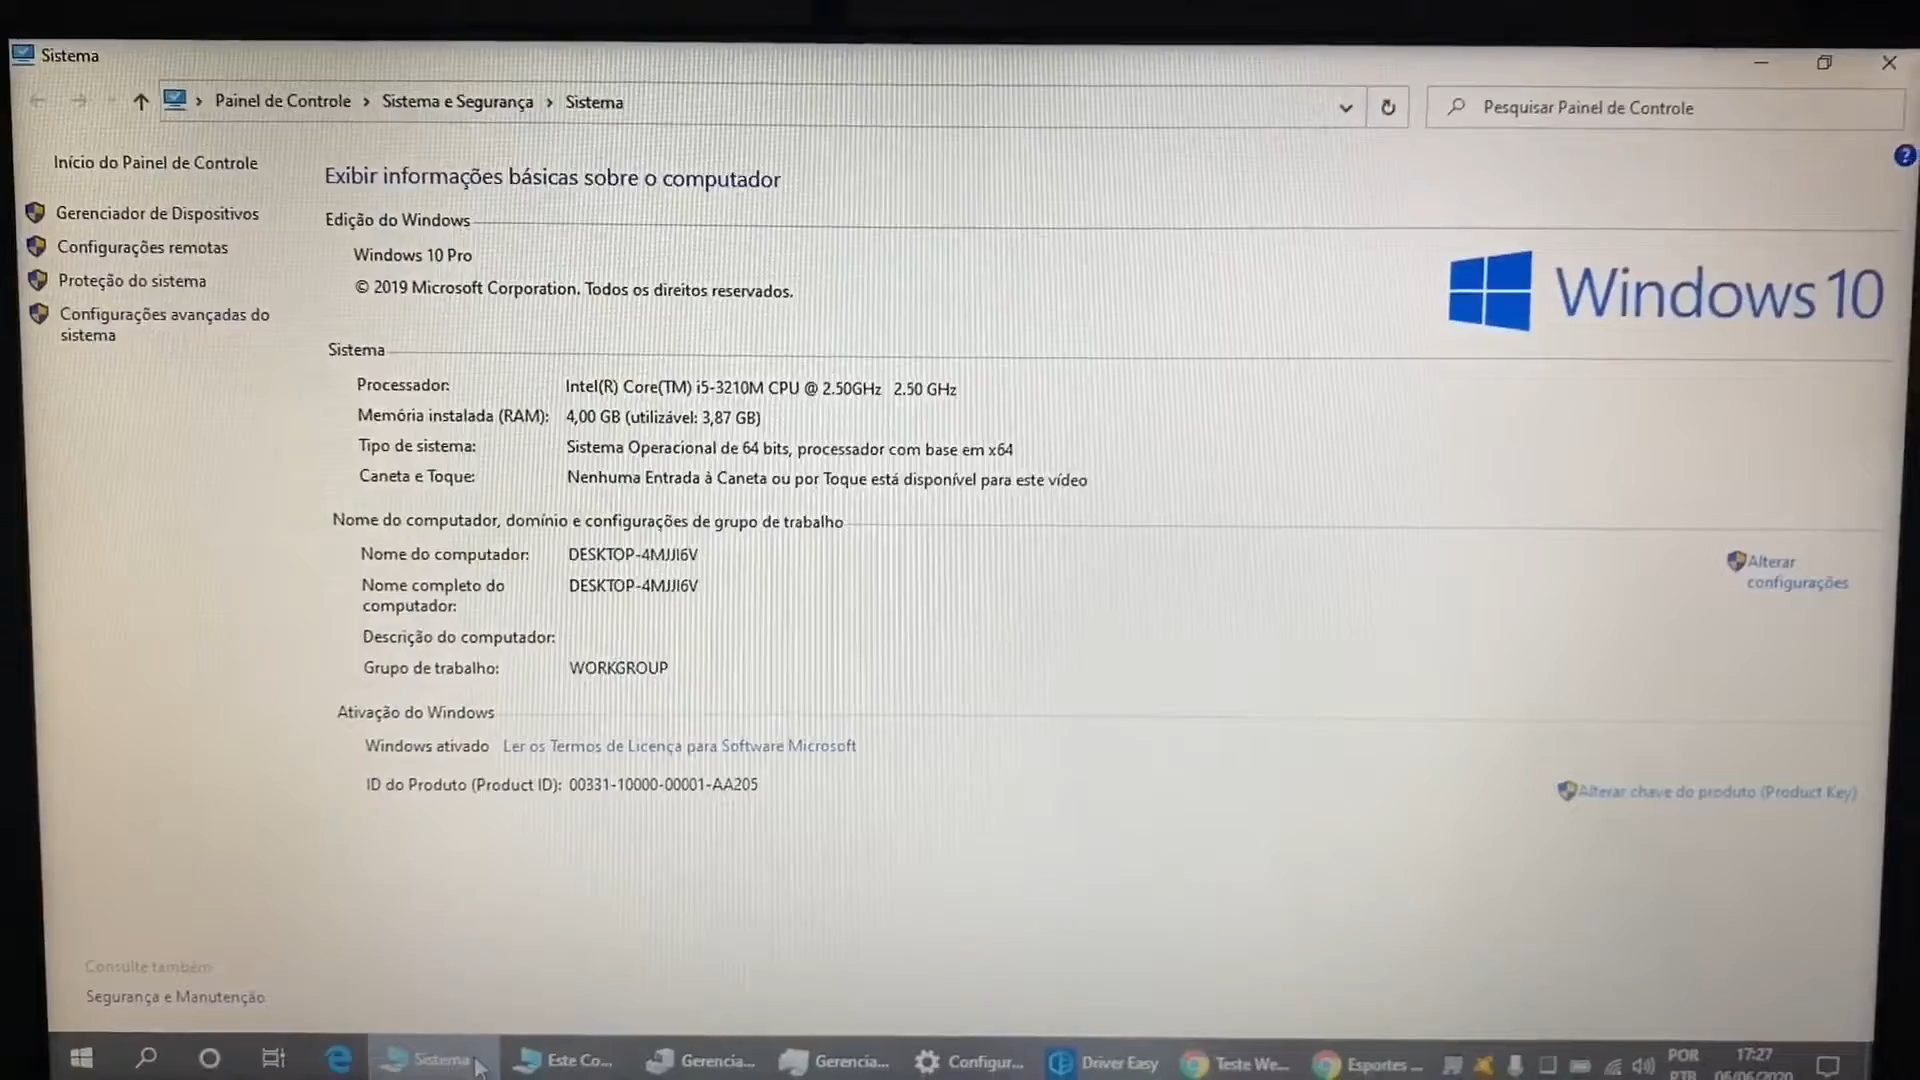 Sistema
Painel de Controle > Sistema e Segurança > Sistema
Pesquisar Painel de Controle
Início do Painel de Controle
Gerenciador de Dispositivos
Configurações remotas
Proteção do sistema
Configurações avançadas do
sistema
Exibir informações básicas sobre o computador
Edição do Windows
Windows 10 Pro
© 2019 Microsoft Corporation. Todos os direitos reservados.
Windows 10
Sistema
Processador: Intel(R) Core(TM) i5-3210M CPU @ 2.50GHz 2.50 GHz
Memória instalada (RAM): 4,00 GB (utilizável: 3,87 GB)
Tipo de sistema: Sistema Operacional de 64 bits, processador com base em x64
Caneta e Toque: Nenhuma Entrada à Caneta ou por Toque está disponível para este vídeo
Nome do computador, domínio e configurações de grupo de trabalho
Nome do computador: DESKTOP-4MJJI6V
Nome completo do
computador: DESKTOP-4MJJI6V
Descrição do computador:
Grupo de trabalho: WORKGROUP
Alterar
configurações
Ativação do Windows
Windows ativado Ler os Termos de Licença para Software Microsoft
ID do Produto (Product ID): 00331-10000-00001-AA205
Alterar chave do produto (Product Key)
Consulte também
Segurança e Manutenção
Sistema Este Co... Gerencia... Gerencia... Configur... Driver Easy Teste We... Esportes ... POR 17:27
PTB 06/06/2020